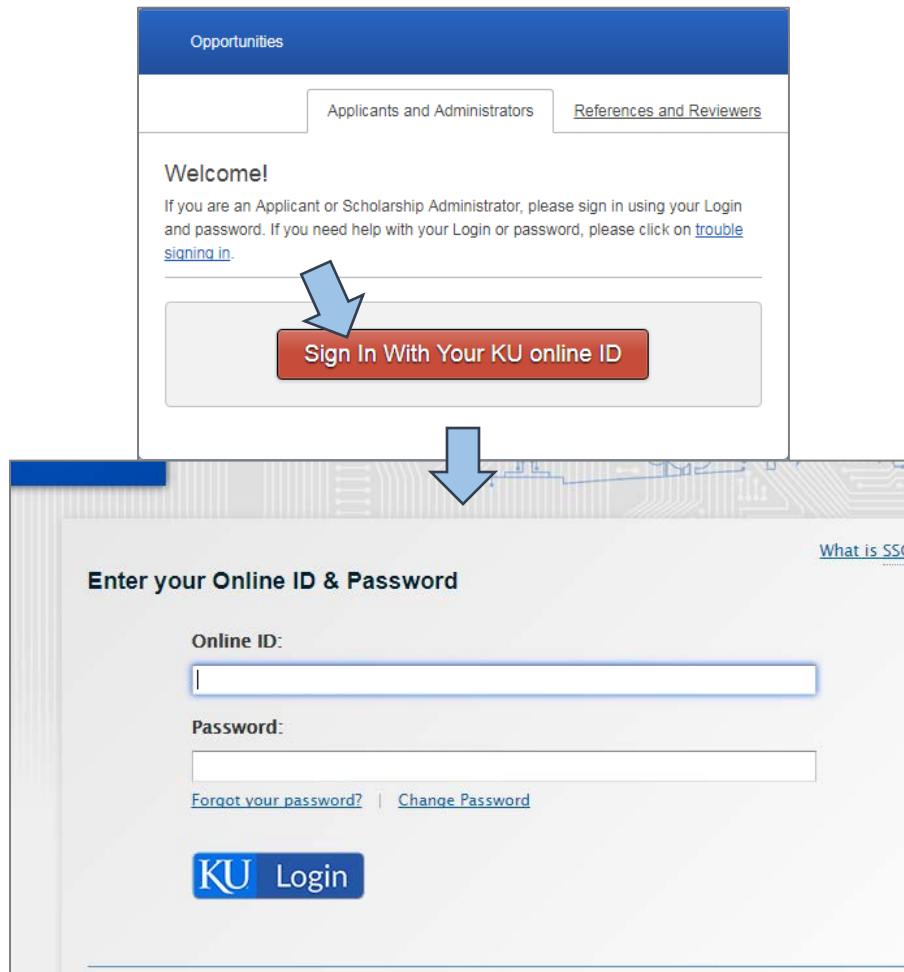 Opportunities
Applicants and Administrators
References and Reviewers
Welcome!
If you are an Applicant or Scholarship Administrator, please sign in using your Login
and password. If you need help with your Login or password, please click on trouble
signing in.
Sign In With Your KU online ID
What is SSO
Enter your Online ID & Password
Online ID:
Password:
Forgot your password? | Change Password
KU Login